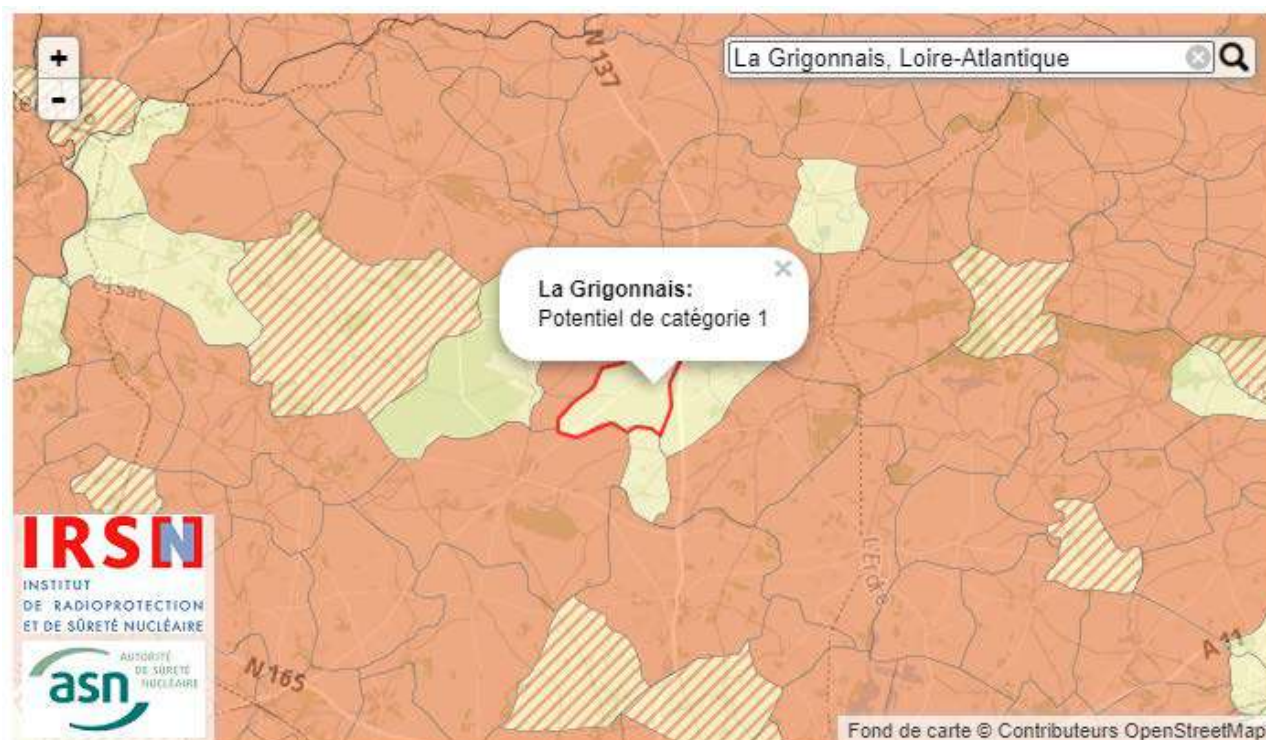 +
-
N 137
La Grigonnais, Loire-Atlantique
La Grigonnais:
Potentiel de catégorie 1
L'Erdre
IRSN
INSTITUT
DE RADIOPROTECTION
ET DE SÛRETÉ NUCLÉAIRE
AUTORITÉ
DE SÛRETÉ
NUCLÉAIRE
asn
N 165
A 11
Fond de carte © Contributeurs OpenStreetMap